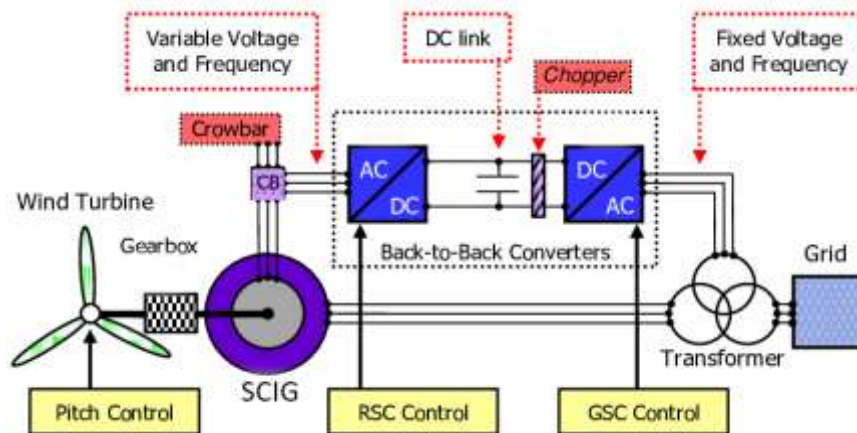 Variable Voltage
and Frequency
DC link
Fixed Voltage
and Frequency
Chopper
Crowbar
CB
AC
DC
DC
AC
Wind Turbine
Gearbox
Back-to-Back Converters
Grid
Transformer
SCIG
Pitch Control
RSC Control
GSC Control